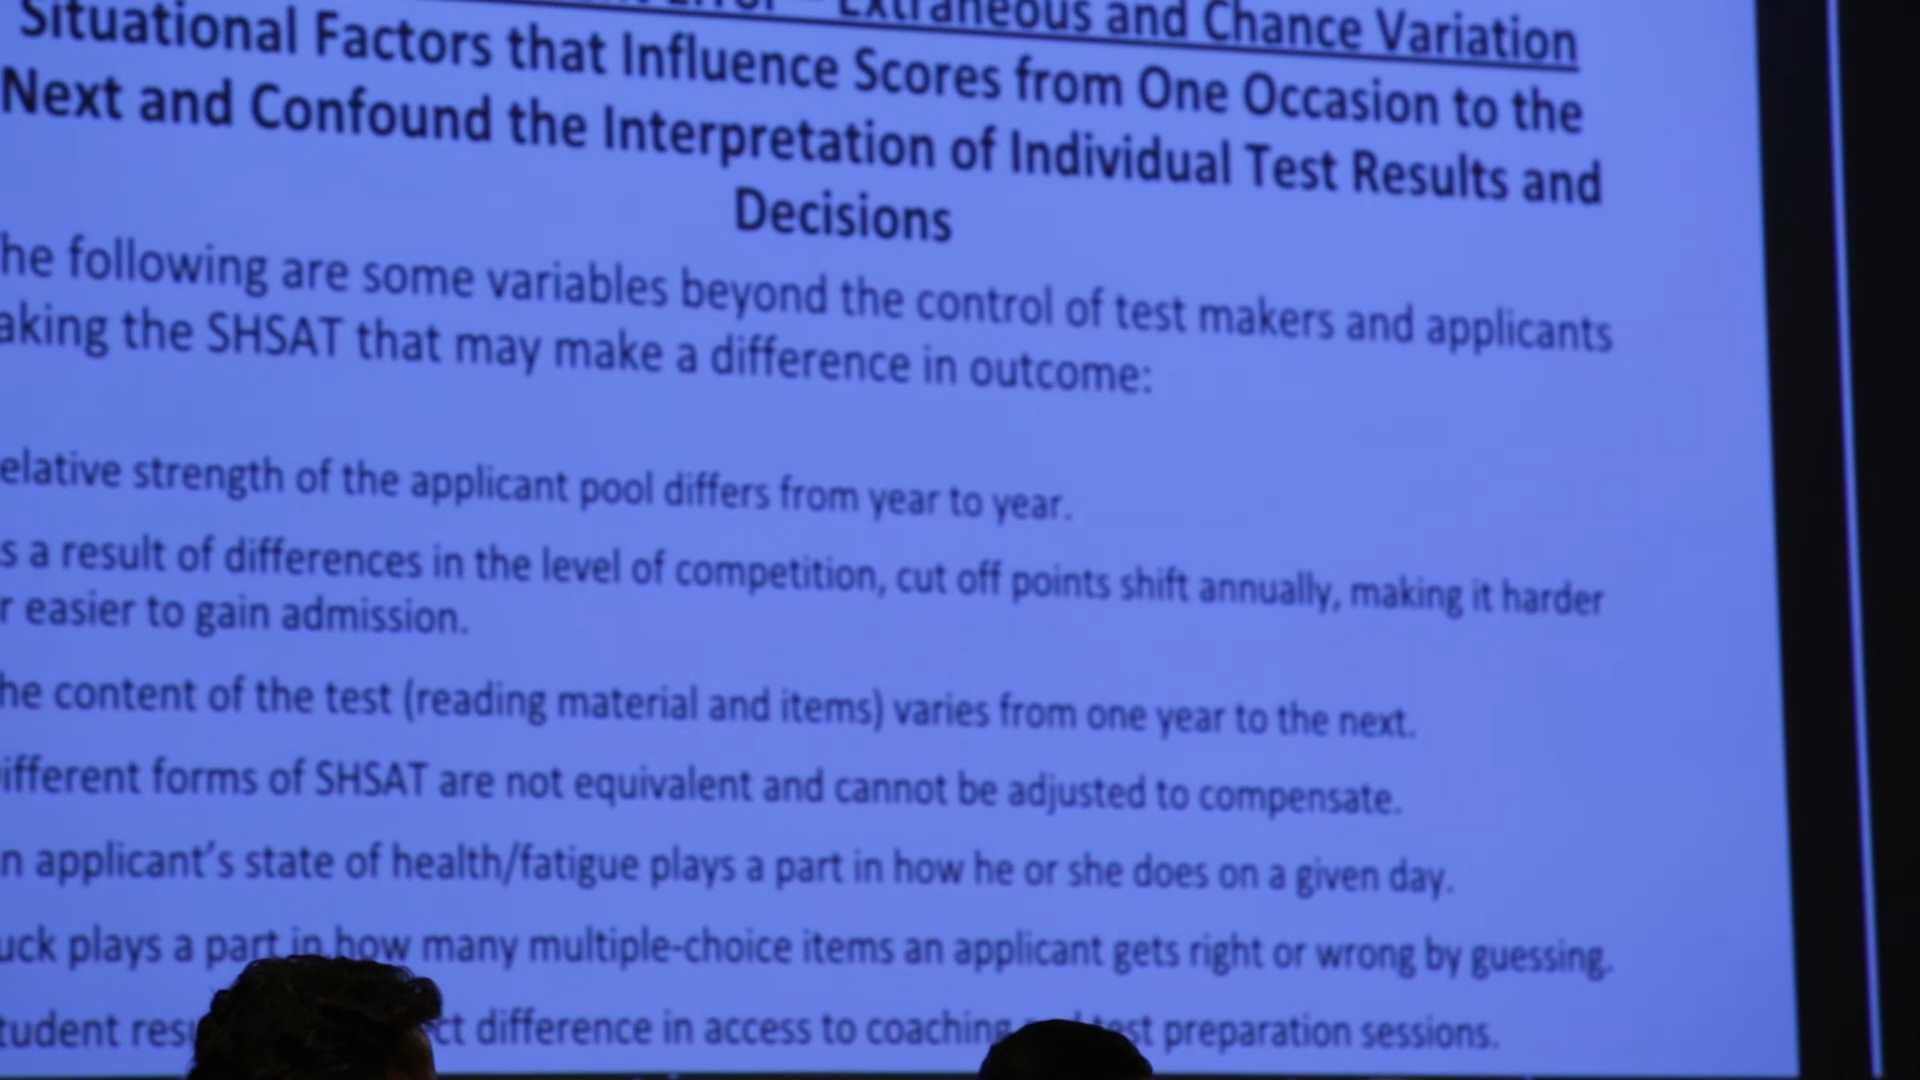 Error – Extraneous and Chance Variation
Situational Factors that Influence Scores from One Occasion to the
Next and Confound the Interpretation of Individual Test Results and
Decisions
he following are some variables beyond the control of test makers and applicants
aking the SHSAT that may make a difference in outcome:
elative strength of the applicant pool differs from year to year.
s a result of differences in the level of competition, cut off points shift annually, making it harder
r easier to gain admission.
he content of the test (reading material and items) varies from one year to the next.
ifferent forms of SHSAT are not equivalent and cannot be adjusted to compensate.
n applicant's state of health/fatigue plays a part in how he or she does on a given day.
uck plays a part in how many multiple-choice items an applicant gets right or wrong by guessing.
tudent res ct difference in access to coaching st preparation sessions.